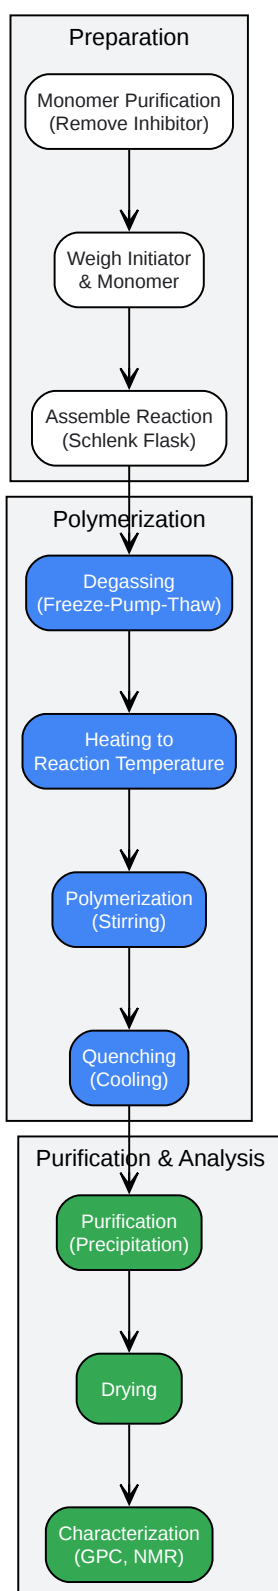 Preparation
Monomer Purification
(Remove Inhibitor)
Weigh Initiator
& Monomer
Assemble Reaction
(Schlenk Flask)
Polymerization
Degassing
(Freeze-Pump-Thaw)
Heating to
Reaction Temperature
Polymerization
(Stirring)
Quenching
(Cooling)
Purification & Analysis
Purification
(Precipitation)
Drying
Characterization
(GPC, NMR)